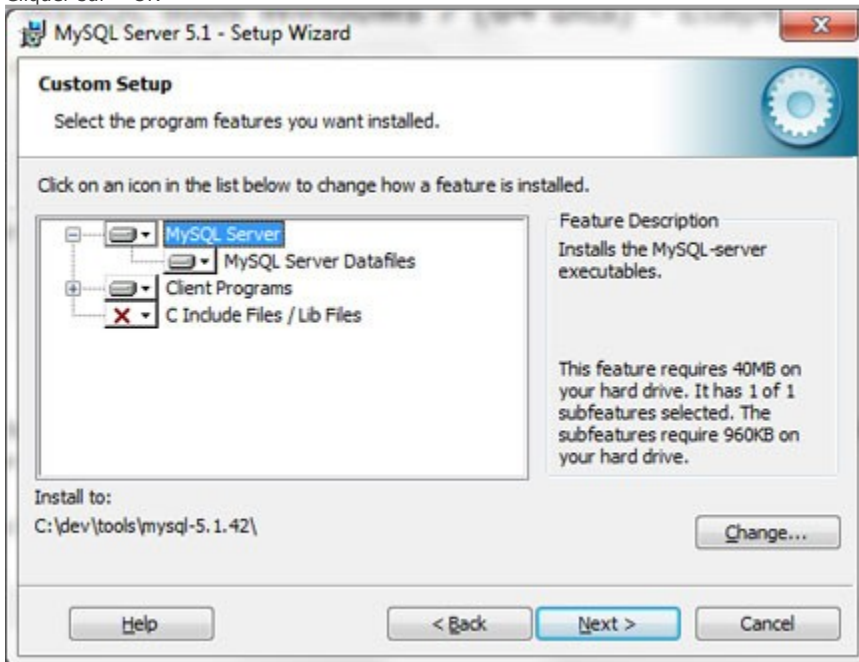 MySQL Server 5.1 - Setup Wizard
Custom Setup
Select the program features you want installed.
Click on an icon in the list below to change how a feature is installed.
MySQL Server
MySQL Server Datafiles
Client Programs
C Include Files / Lib Files
Feature Description
Installs the MySQL-server
executables.
This feature requires 40MB on
your hard drive. It has 1 of 1
subfeatures selected. The
subfeatures require 960KB on
your hard drive.
Install to:
C:\dev\tools\mysql-5.1.42\
Change...
Help
< Back
Next >
Cancel